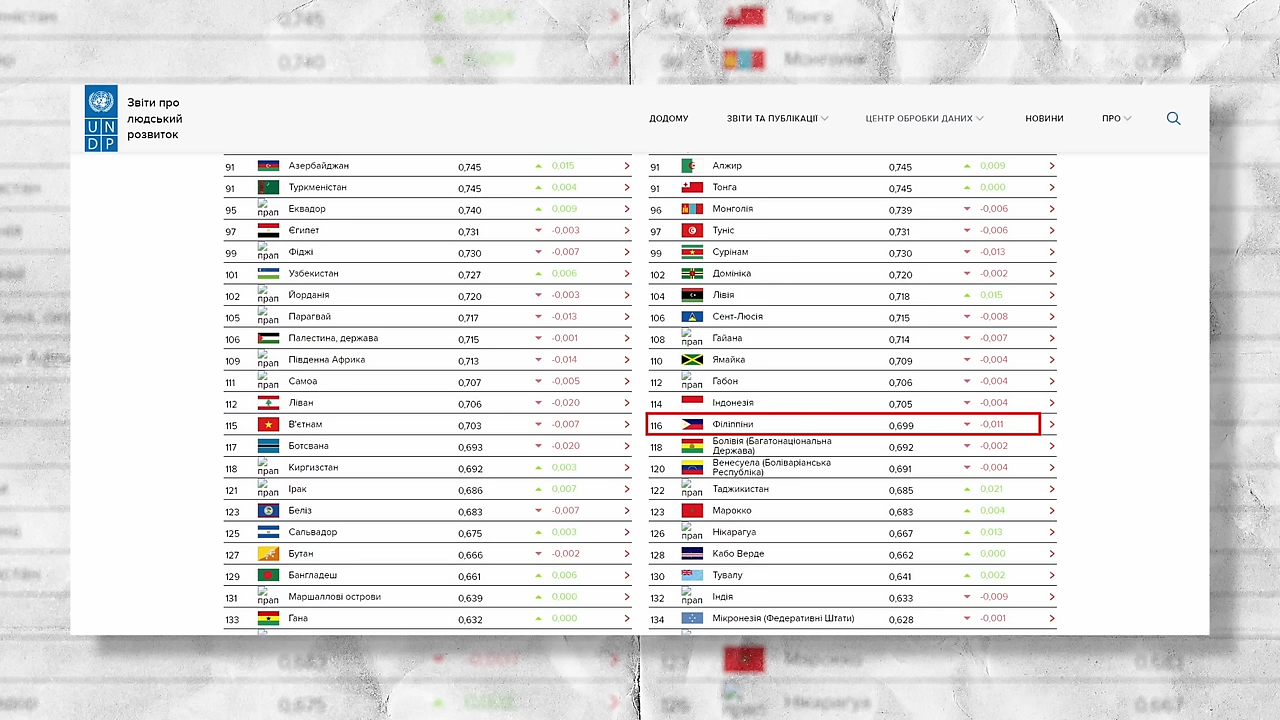 Звіти про
людський
розвиток
UN
DP
ДОДОМУ
ЗВІТИ ТА ПУБЛІКАЦІЇ
ЦЕНТР ОБРОБКИ ДАНИХ
НОВИНИ
ПРО
91 Азербайджан 0,745 0,015
91 Алжир 0,745 0,009
91 Туркменістан 0,745 0,004
91 Тонга 0,745 0,000
95 прап Еквадор 0,740 0,009
96 Монголія 0,739 -0,006
97 Єгипет 0,731 -0,003
97 Туніс 0,731 -0,006
99 прап Фіджі 0,730 -0,007
99 Сурінам 0,730 -0,013
101 Узбекистан 0,727 0,006
102 Домініка 0,720 -0,002
102 прап Йорданія 0,720 -0,003
104 Лівія 0,718 0,015
105 прап Парагвай 0,717 -0,013
106 Сент-Люсія 0,715 -0,008
106 Палестина, держава 0,715 -0,001
108 прап Гайана 0,714 -0,007
109 прап Південна Африка 0,713 -0,014
110 Ямайка 0,709 -0,004
111 прап Самоа 0,707 -0,005
112 прап Габон 0,706 -0,004
112 Ліван 0,706 -0,020
114 Індонезія 0,705 -0,004
115 В'єтнам 0,703 -0,007
116 Філіппіни 0,699 -0,011
117 Ботсвана 0,693 -0,020
118 Болівія (Багатонаціональна
Держава) 0,692 -0,002
118 прап Киргизстан 0,692 0,003
120 Венесуела (Боліваріанська
Республіка) 0,691 -0,004
121 прап Ірак 0,686 0,007
122 прап Таджикистан 0,685 0,021
123 Беліз 0,683 -0,007
123 Марокко 0,683 0,004
125 Сальвадор 0,675 0,003
126 прап Нікарагуа 0,667 0,013
127 Бутан 0,666 -0,002
128 Кабо Верде 0,662 0,000
129 Бангладеш 0,661 0,006
130 Тувалу 0,641 0,002
131 прап Маршаллові острови 0,639 0,000
132 прап Індія 0,633 -0,009
133 Гана 0,632 0,000
134 Мікронезія (Федеративні Штати) 0,628 -0,001